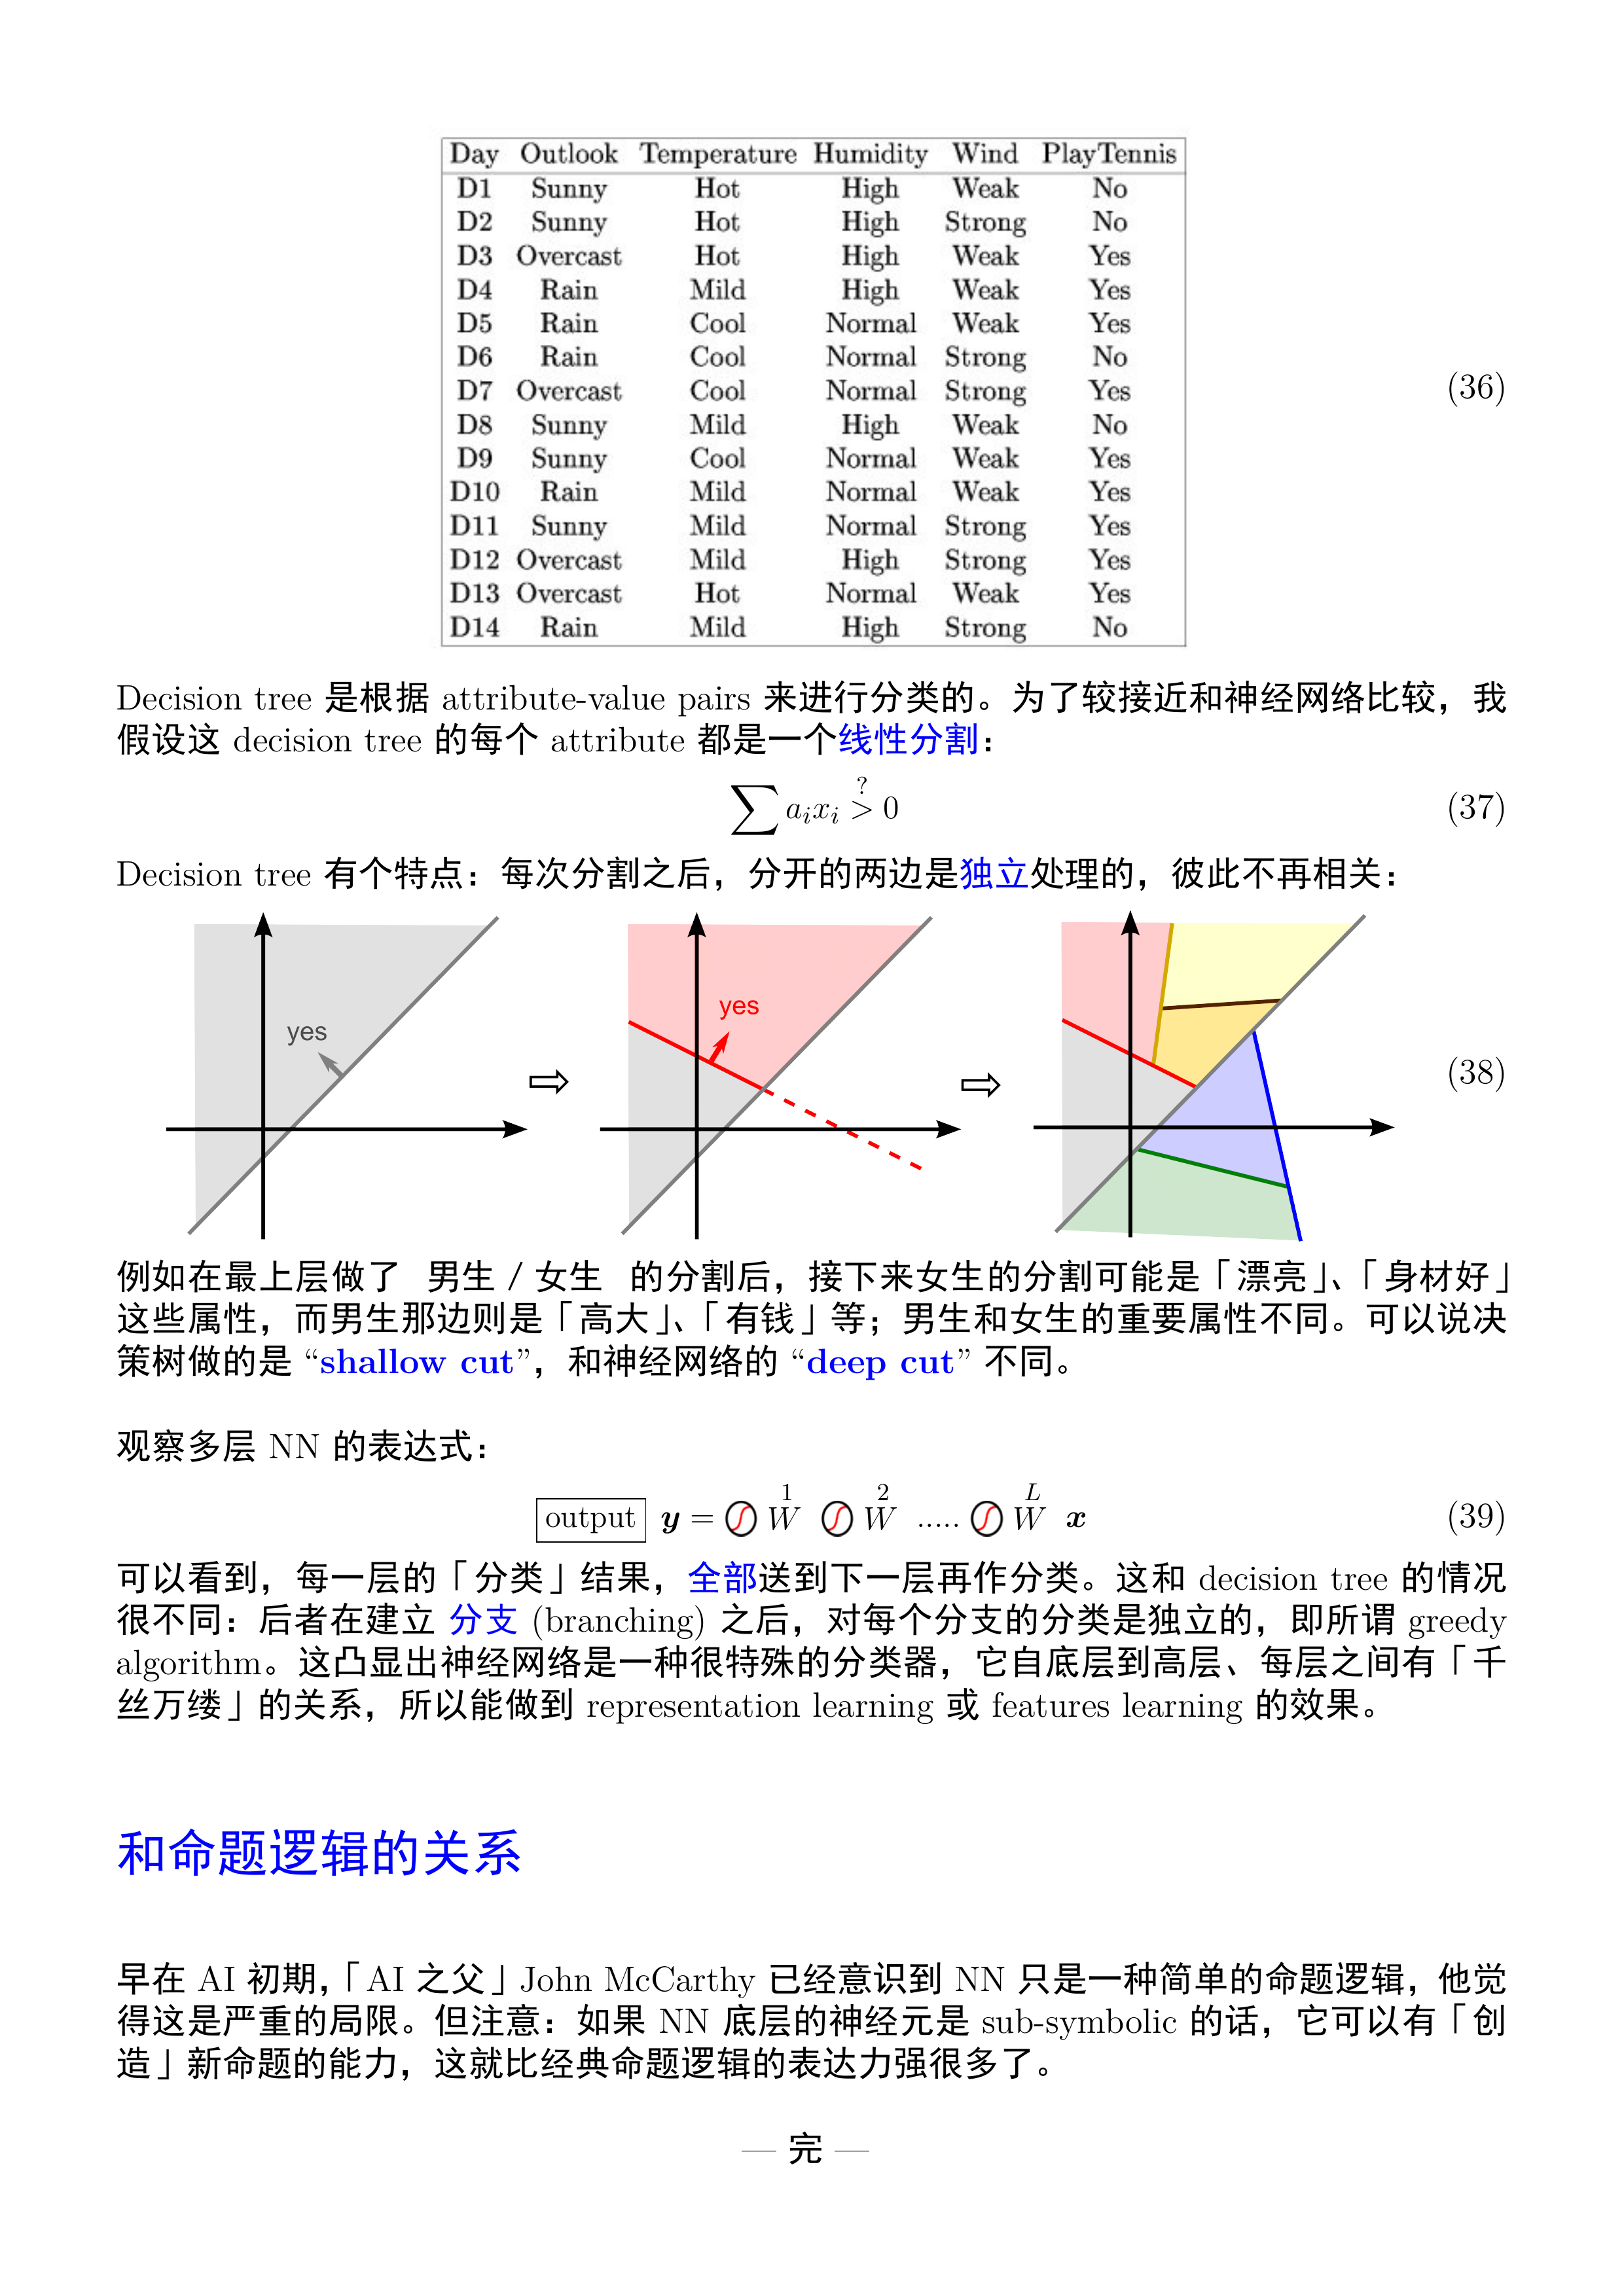 Day Outlook Temperature Humidity Wind PlayTennis
D1 Sunny Hot High Weak No
D2 Sunny Hot High Strong No
D3 Overcast Hot High Weak Yes
D4 Rain Mild High Weak Yes
D5 Rain Cool Normal Weak Yes
D6 Rain Cool Normal Strong No
D7 Overcast Cool Normal Strong Yes
D8 Sunny Mild High Weak No
D9 Sunny Cool Normal Weak Yes
D10 Rain Mild Normal Weak Yes
D11 Sunny Mild Normal Strong Yes
D12 Overcast Mild High Strong Yes
D13 Overcast Hot Normal Weak Yes
D14 Rain Mild High Strong No
(36)
Decision tree 是根据 attribute-value pairs 来进行分类的。为了较接近和神经网络比较，我
假设这 decision tree 的每个 attribute 都是一个线性分割：
∑ aᵢxᵢ >? 0 (37)
Decision tree 有个特点：每次分割之后，分开的两边是独立处理的，彼此不再相关：
yes
⇨
yes
⇨
(38)
例如在最上层做了 男生 / 女生 的分割后，接下来女生的分割可能是「漂亮」、「身材好」
这些属性，而男生那边则是「高大」、「有钱」等；男生和女生的重要属性不同。可以说决
策树做的是 “shallow cut”，和神经网络的 “deep cut” 不同。
观察多层 NN 的表达式：
output y = W¹ W² ..... Wᴸ x (39)
可以看到，每一层的「分类」结果，全部送到下一层再作分类。这和 decision tree 的情况
很不同：后者在建立 分支 (branching) 之后，对每个分支的分类是独立的，即所谓 greedy
algorithm。这凸显出神经网络是一种很特殊的分类器，它自底层到高层、每层之间有「千
丝万缕」的关系，所以能做到 representation learning 或 features learning 的效果。
和命题逻辑的关系
早在 AI 初期，「AI 之父」John McCarthy 已经意识到 NN 只是一种简单的命题逻辑，他觉
得这是严重的局限。但注意：如果 NN 底层的神经元是 sub-symbolic 的话，它可以有「创
造」新命题的能力，这就比经典命题逻辑的表达力强很多了。
— 完 —